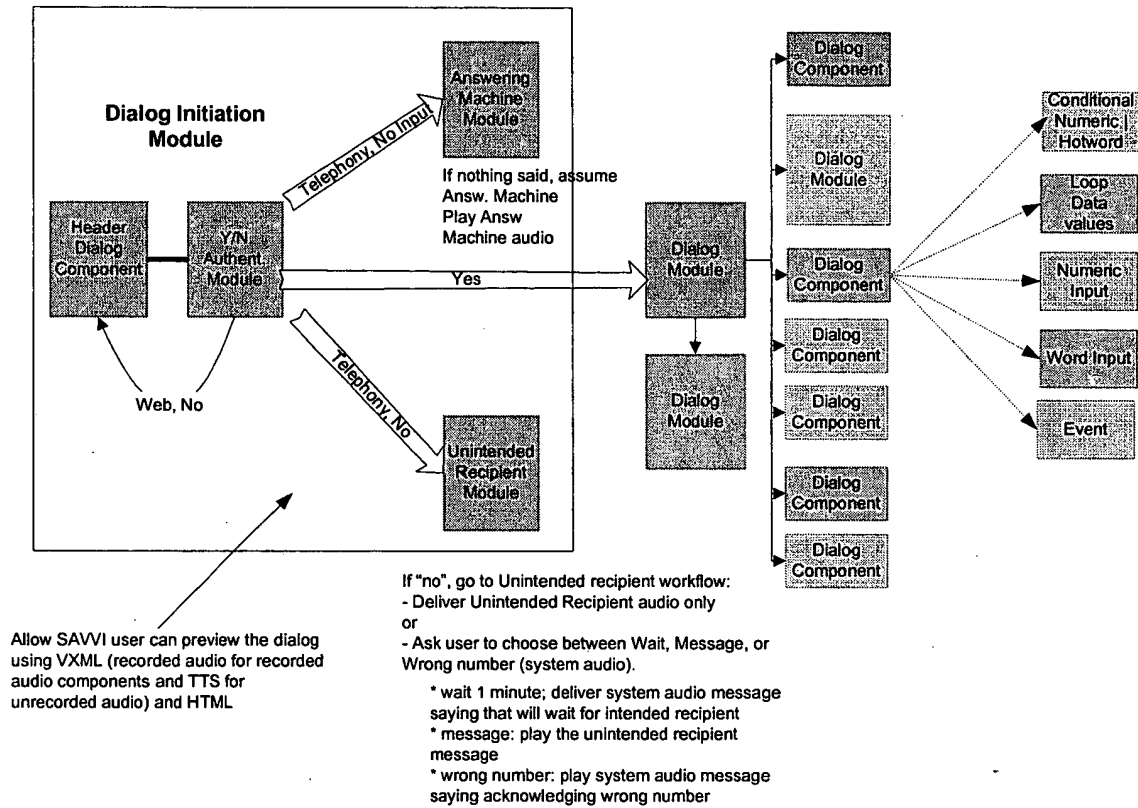 Dialog Initiation
Module
Header
Dialog
Component
Y/N
Authent.
Module
Web, No
Telephony, No Input
Answering
Machine
Module
If nothing said, assume
Answ. Machine
Play Answ
Machine audio
Yes
Telephony, No
Unintended
Recipient
Module
Dialog
Module
Dialog
Module
Dialog
Component
Dialog
Module
Dialog
Component
Dialog
Component
Dialog
Component
Dialog
Component
Dialog
Component
Conditional
Numeric |
Hotword
Loop
Data
values
Numeric
Input
Word Input
Event
Allow SAVVI user can preview the dialog
using VXML (recorded audio for recorded
audio components and TTS for
unrecorded audio) and HTML
If "no", go to Unintended recipient workflow:
- Deliver Unintended Recipient audio only
or
- Ask user to choose between Wait, Message, or
Wrong number (system audio).
* wait 1 minute; deliver system audio message
saying that will wait for intended recipient
* message: play the unintended recipient
message
* wrong number: play system audio message
saying acknowledging wrong number